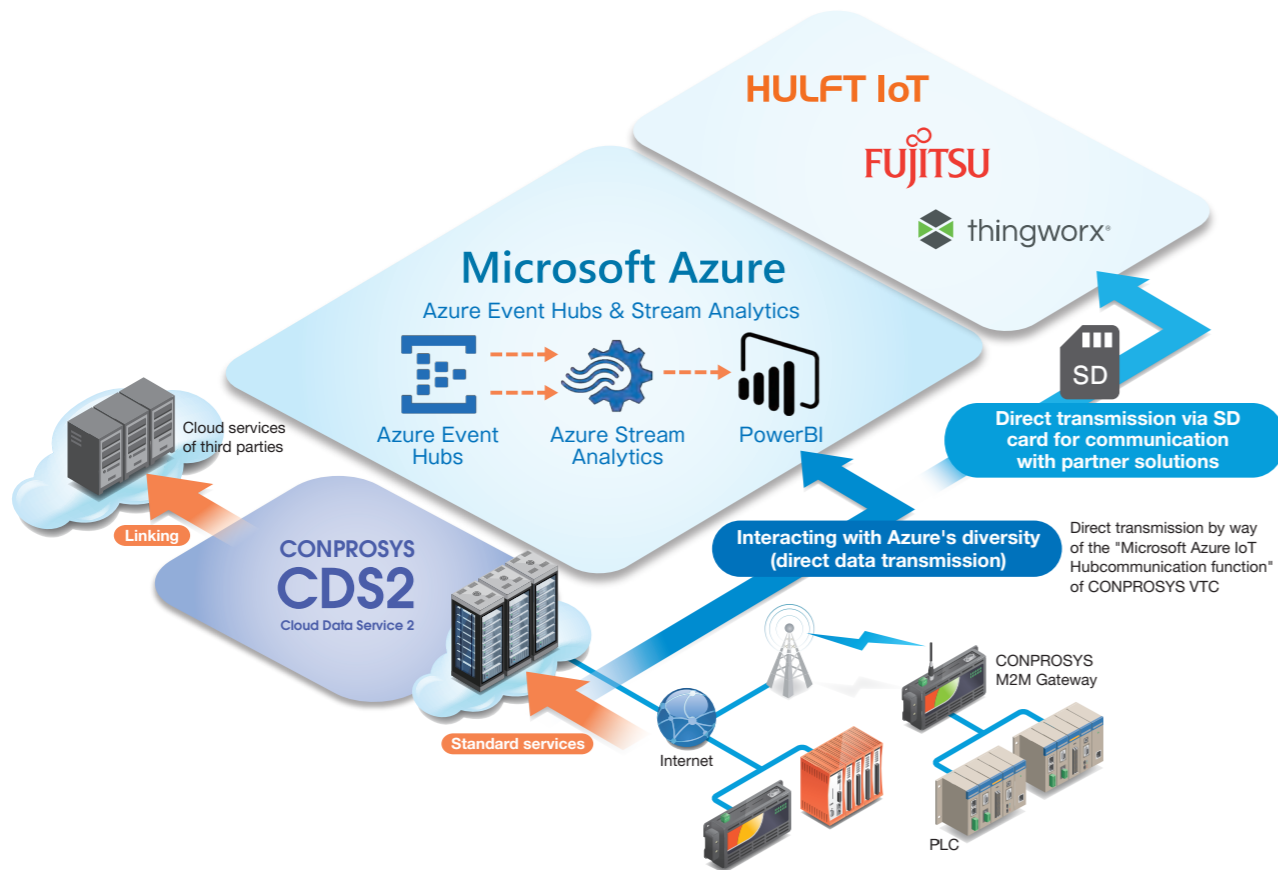 HULFT IoT
FUJITSU
thingworx®
Microsoft Azure
Azure Event Hubs & Stream Analytics
Azure Event
Hubs
Azure Stream
Analytics
PowerBI
SD
Direct transmission via SD
card for communication
with partner solutions
Cloud services
of third parties
Linking
CONPROSYS
CDS2
Cloud Data Service 2
Interacting with Azure's diversity
(direct data transmission)
Direct transmission by way
of the "Microsoft Azure IoT
Hubcommunication function"
of CONPROSYS VTC
Standard services
Internet
CONPROSYS
M2M Gateway
PLC